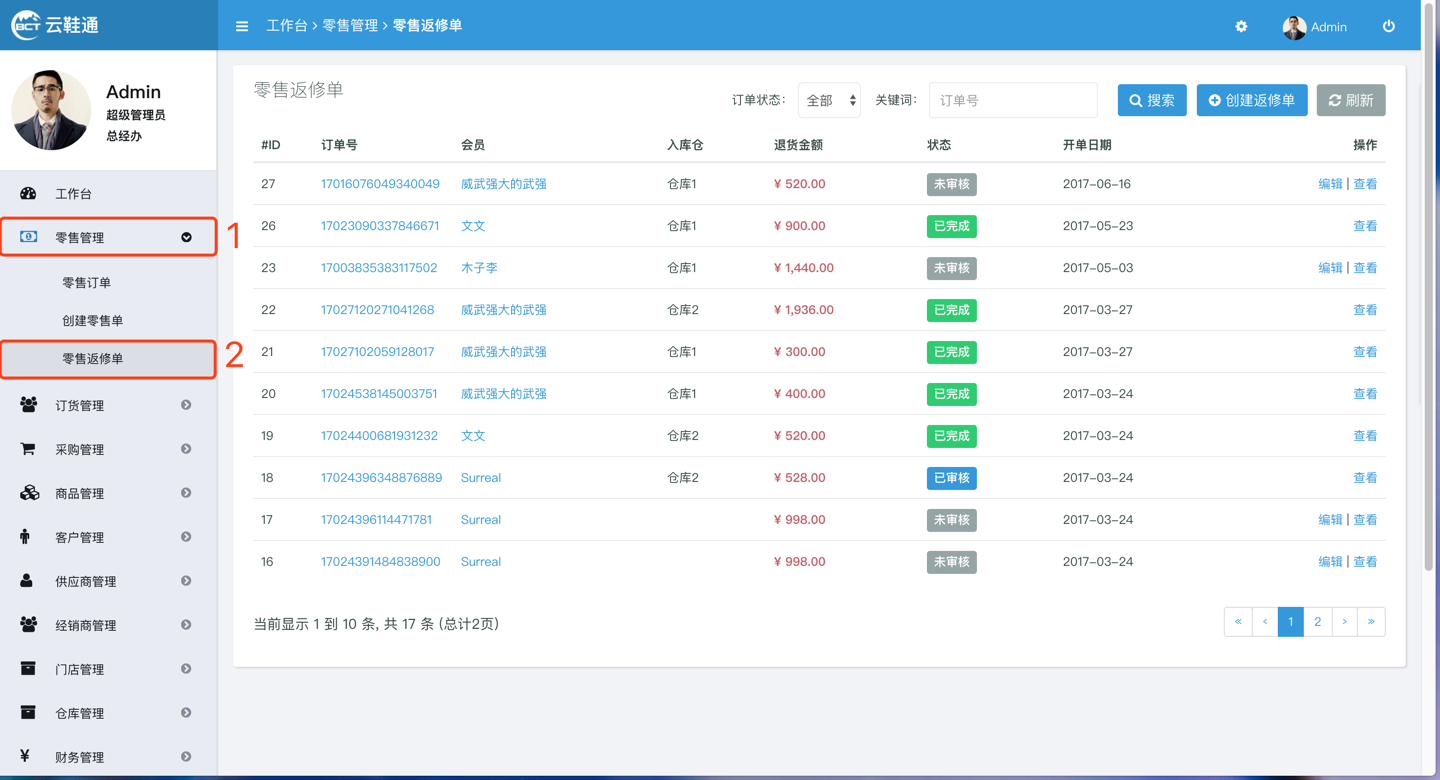 BCT 云鞋通
工作台 › 零售管理 › 零售返修单
Admin
Admin
超级管理员
总经办
工作台
零售管理
1
零售订单
创建零售单
零售返修单
2
订货管理
采购管理
商品管理
客户管理
供应商管理
经销商管理
门店管理
仓库管理
¥ 财务管理
零售返修单
订单状态: 全部 关键词: 订单号 搜索 创建返修单 刷新
#ID 订单号 会员 入库仓 退货金额 状态 开单日期 操作
27 17016076049340049 威武强大的武强 仓库1 ¥ 520.00 未审核 2017-06-16 编辑 | 查看
26 17023090337846671 文文 仓库1 ¥ 900.00 已完成 2017-05-23 查看
23 17003835383117502 木子李 仓库1 ¥ 1,440.00 未审核 2017-05-03 编辑 | 查看
22 17027120271041268 威武强大的武强 仓库2 ¥ 1,936.00 已完成 2017-03-27 查看
21 17027102059128017 威武强大的武强 仓库1 ¥ 300.00 已完成 2017-03-27 查看
20 17024538145003751 威武强大的武强 仓库1 ¥ 400.00 已完成 2017-03-24 查看
19 17024400681931232 文文 仓库2 ¥ 520.00 已完成 2017-03-24 查看
18 17024396348876889 Surreal 仓库2 ¥ 528.00 已审核 2017-03-24 查看
17 17024396114471781 Surreal ¥ 998.00 未审核 2017-03-24 编辑 | 查看
16 17024391484838900 Surreal ¥ 998.00 未审核 2017-03-24 编辑 | 查看
当前显示 1 到 10 条, 共 17 条 (总计2页)
« ‹ 1 2 › »